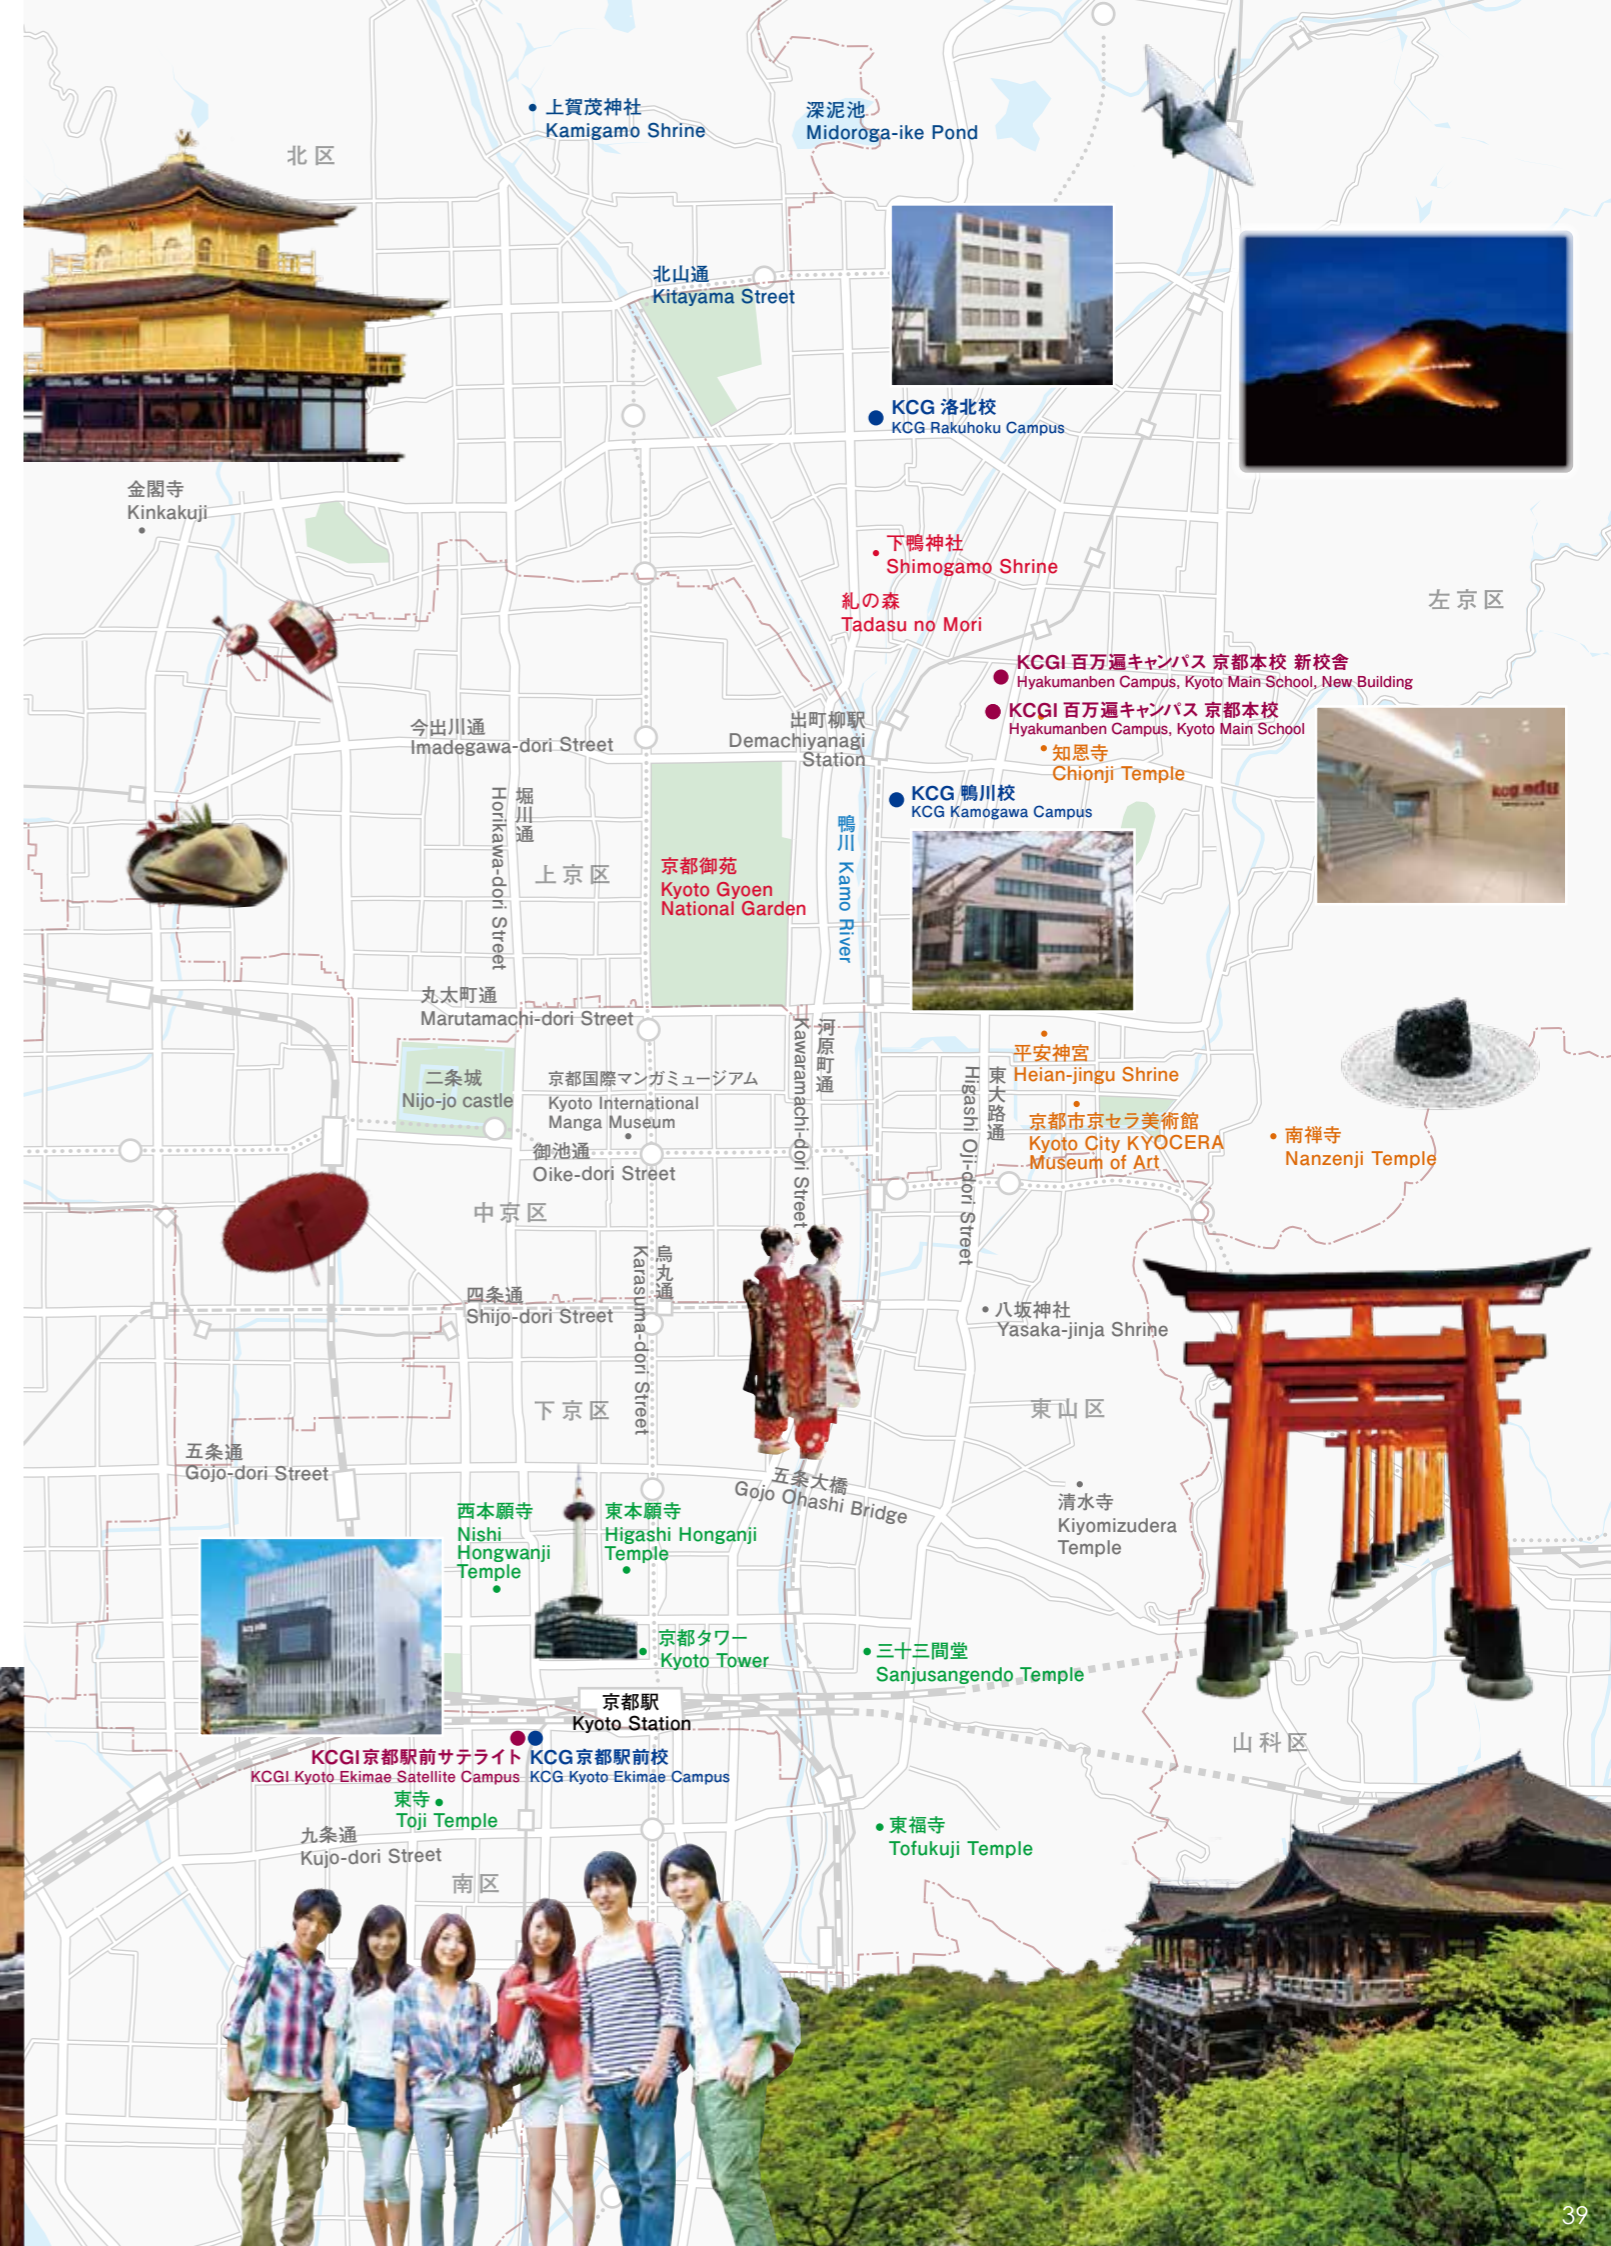 上賀茂神社
Kamigamo Shrine
深泥池
Midoroga-ike Pond
北区
北山通
Kitayama Street
KCG 洛北校
KCG Rakuhoku Campus
金閣寺
Kinkakuji
下鴨神社
Shimogamo Shrine
糺の森
Tadasu no Mori
左京区
KCGI 百万遍キャンパス 京都本校 新校舎
Hyakumanben Campus, Kyoto Main School, New Building
KCGI 百万遍キャンパス 京都本校
Hyakumanben Campus, Kyoto Main School
今出川通
Imadegawa-dori Street
出町柳駅
Demachiyanagi
Station
知恩寺
Chionji Temple
kcg.edu
KCG 鴨川校
KCG Kamogawa Campus
堀川通
Horikawa-dori Street
鴨川 Kamo River
上京区
京都御苑
Kyoto Gyoen
National Garden
丸太町通
Marutamachi-dori Street
河原町通
Kawaramachi-dori Street
平安神宮
Heian-jingu Shrine
東大路通
Higashi Oji-dori Street
二条城
Nijo-jo castle
京都国際マンガミュージアム
Kyoto International
Manga Museum
京都市京セラ美術館
Kyoto City KYOCERA
Museum of Art
南禅寺
Nanzenji Temple
御池通
Oike-dori Street
中京区
烏丸通
Karasuma-dori Street
四条通
Shijo-dori Street
八坂神社
Yasaka-jinja Shrine
下京区
東山区
五条通
Gojo-dori Street
五条大橋
Gojo Ohashi Bridge
清水寺
Kiyomizudera
Temple
西本願寺
Nishi
Hongwanji
Temple
東本願寺
Higashi Honganji
Temple
kcg.edu
京都タワー
Kyoto Tower
三十三間堂
Sanjusangendo Temple
京都駅
Kyoto Station
山科区
KCGI京都駅前サテライト
KCGI Kyoto Ekimae Satellite Campus
KCG京都駅前校
KCG Kyoto Ekimae Campus
東寺
Toji Temple
東福寺
Tofukuji Temple
九条通
Kujo-dori Street
南区
39